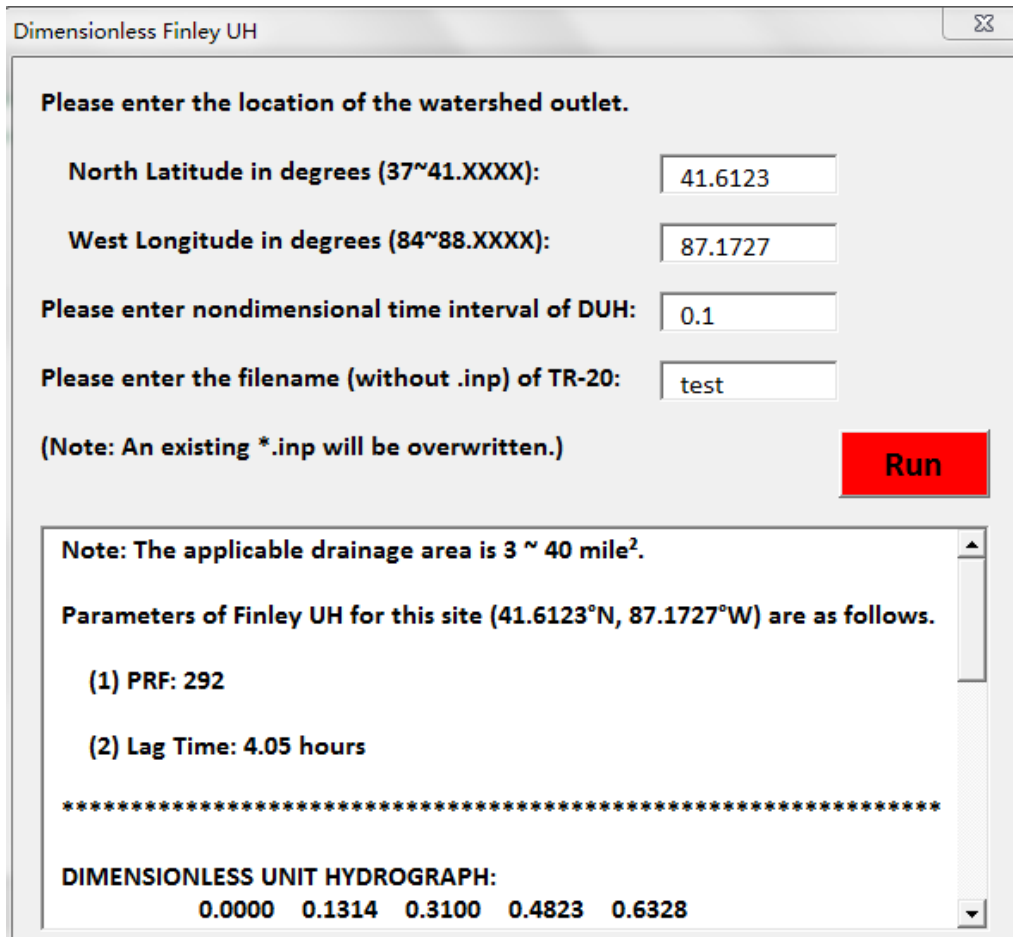 Dimensionless Finley UH
Please enter the location of the watershed outlet.
North Latitude in degrees (37~41.XXXX): 41.6123
West Longitude in degrees (84~88.XXXX): 87.1727
Please enter nondimensional time interval of DUH: 0.1
Please enter the filename (without .inp) of TR-20: test
(Note: An existing *.inp will be overwritten.)
Run
Note: The applicable drainage area is 3 ~ 40 mile².
Parameters of Finley UH for this site (41.6123°N, 87.1727°W) are as follows.
(1) PRF: 292
(2) Lag Time: 4.05 hours
****************************************************************
DIMENSIONLESS UNIT HYDROGRAPH:
0.0000 0.1314 0.3100 0.4823 0.6328